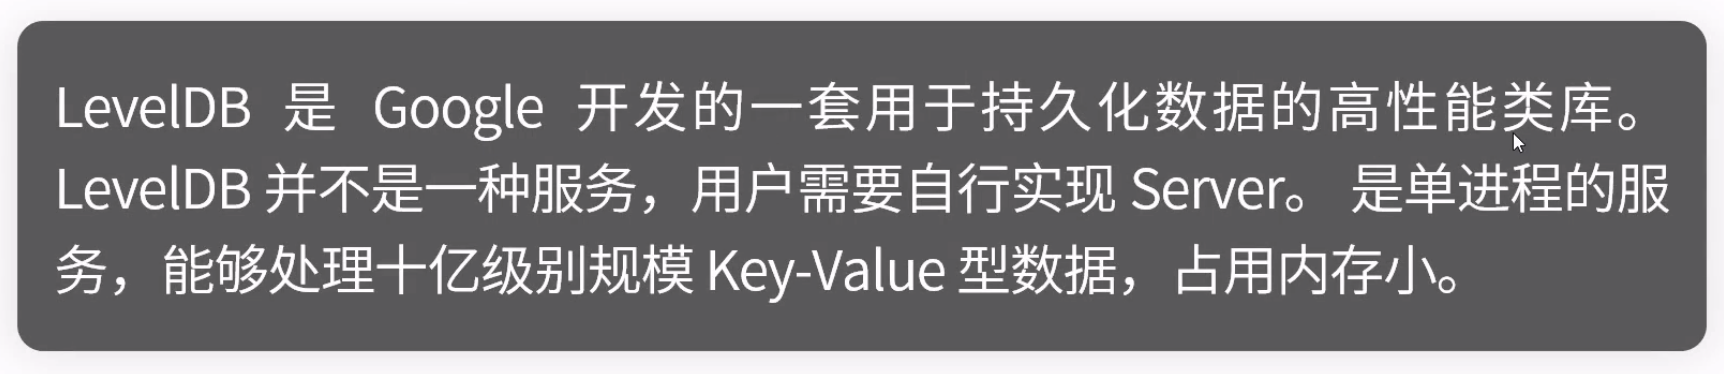 LevelDB 是 Google 开发的一套用于持久化数据的高性能类库。
LevelDB 并不是一种服务，用户需要自行实现 Server。 是单进程的服
务，能够处理十亿级别规模 Key-Value 型数据，占用内存小。